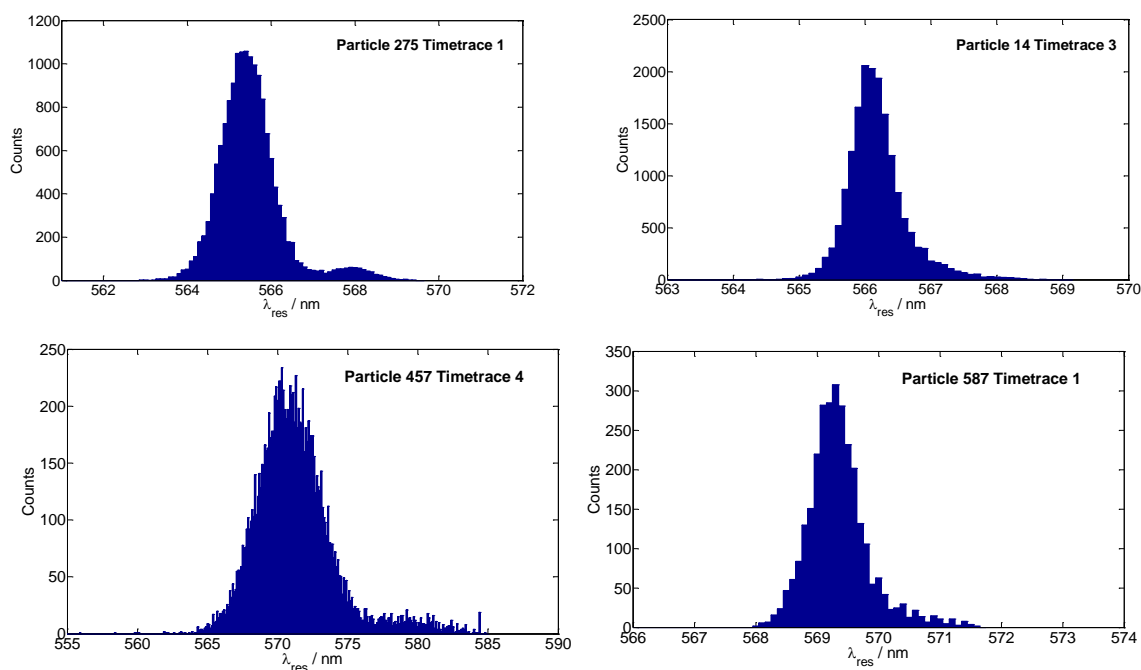 Particle 275 Timetrace 1
1200
1000
800
600
400
200
0
Counts
562 564 566 568 570 572
λres / nm
Particle 14 Timetrace 3
2500
2000
1500
1000
500
0
Counts
563 564 565 566 567 568 569 570
λres / nm
Particle 457 Timetrace 4
250
200
150
100
50
0
Counts
555 560 565 570 575 580 585 590
λres / nm
Particle 587 Timetrace 1
350
300
250
200
150
100
50
0
Counts
566 567 568 569 570 571 572 573 574
λres / nm